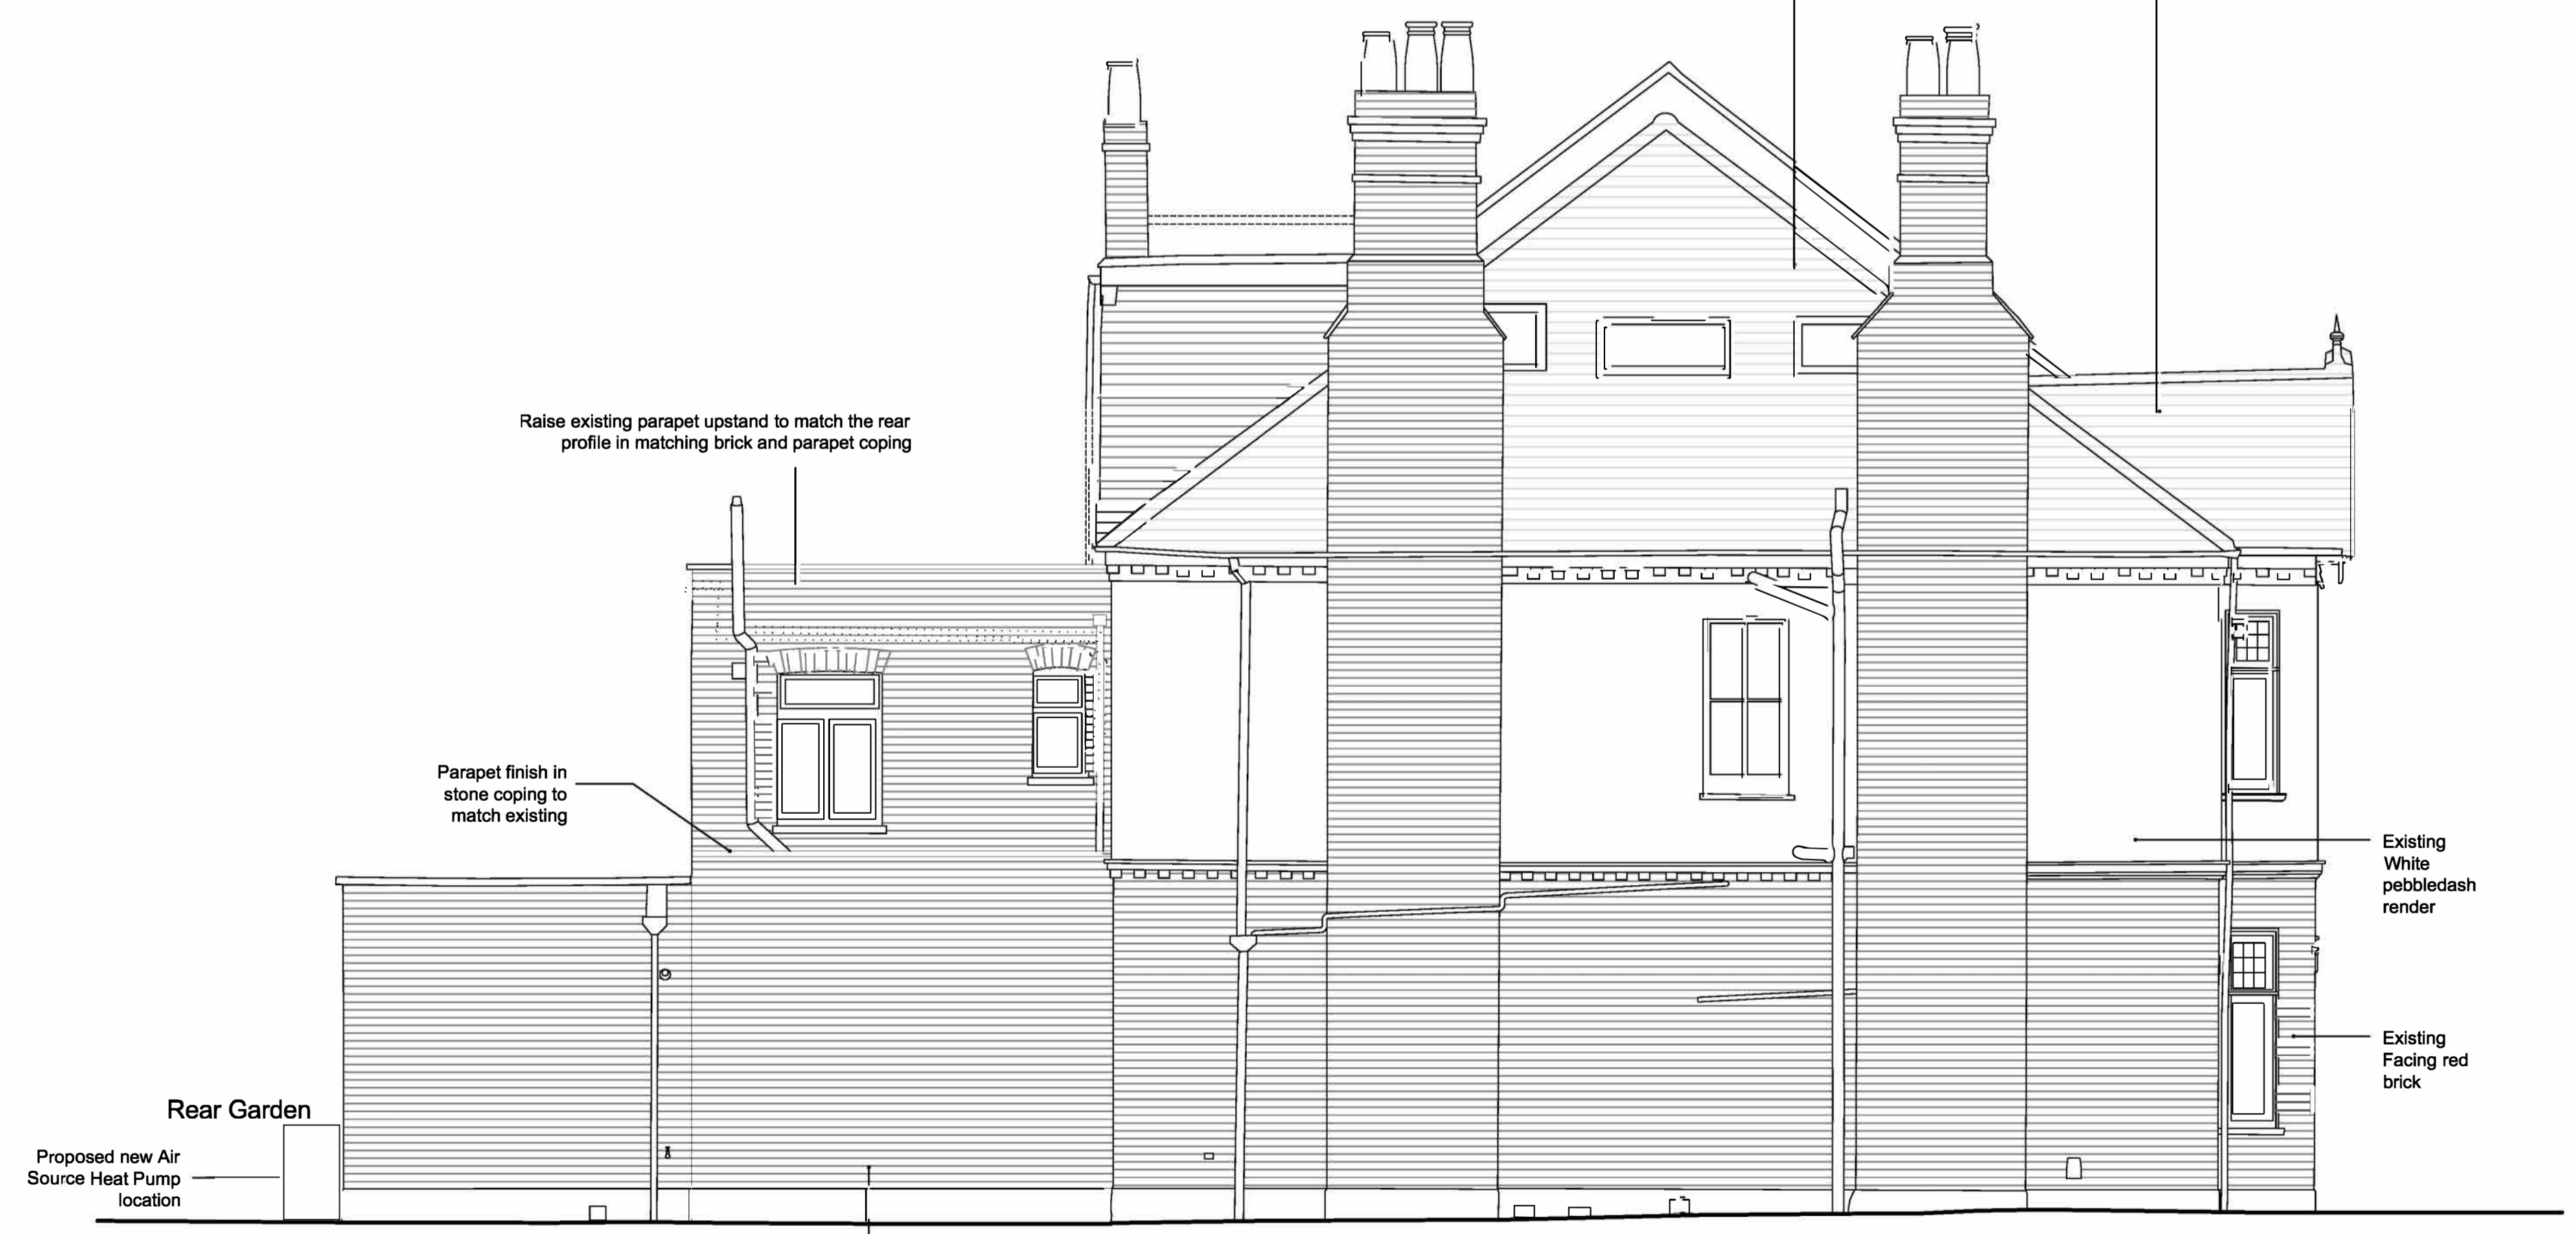 Raise existing parapet upstand to match the rear
profile in matching brick and parapet coping
Parapet finish in
stone coping to
match existing
Existing
White
pebbledash
render
Existing
Facing red
brick
Rear Garden
Proposed new Air
Source Heat Pump
location